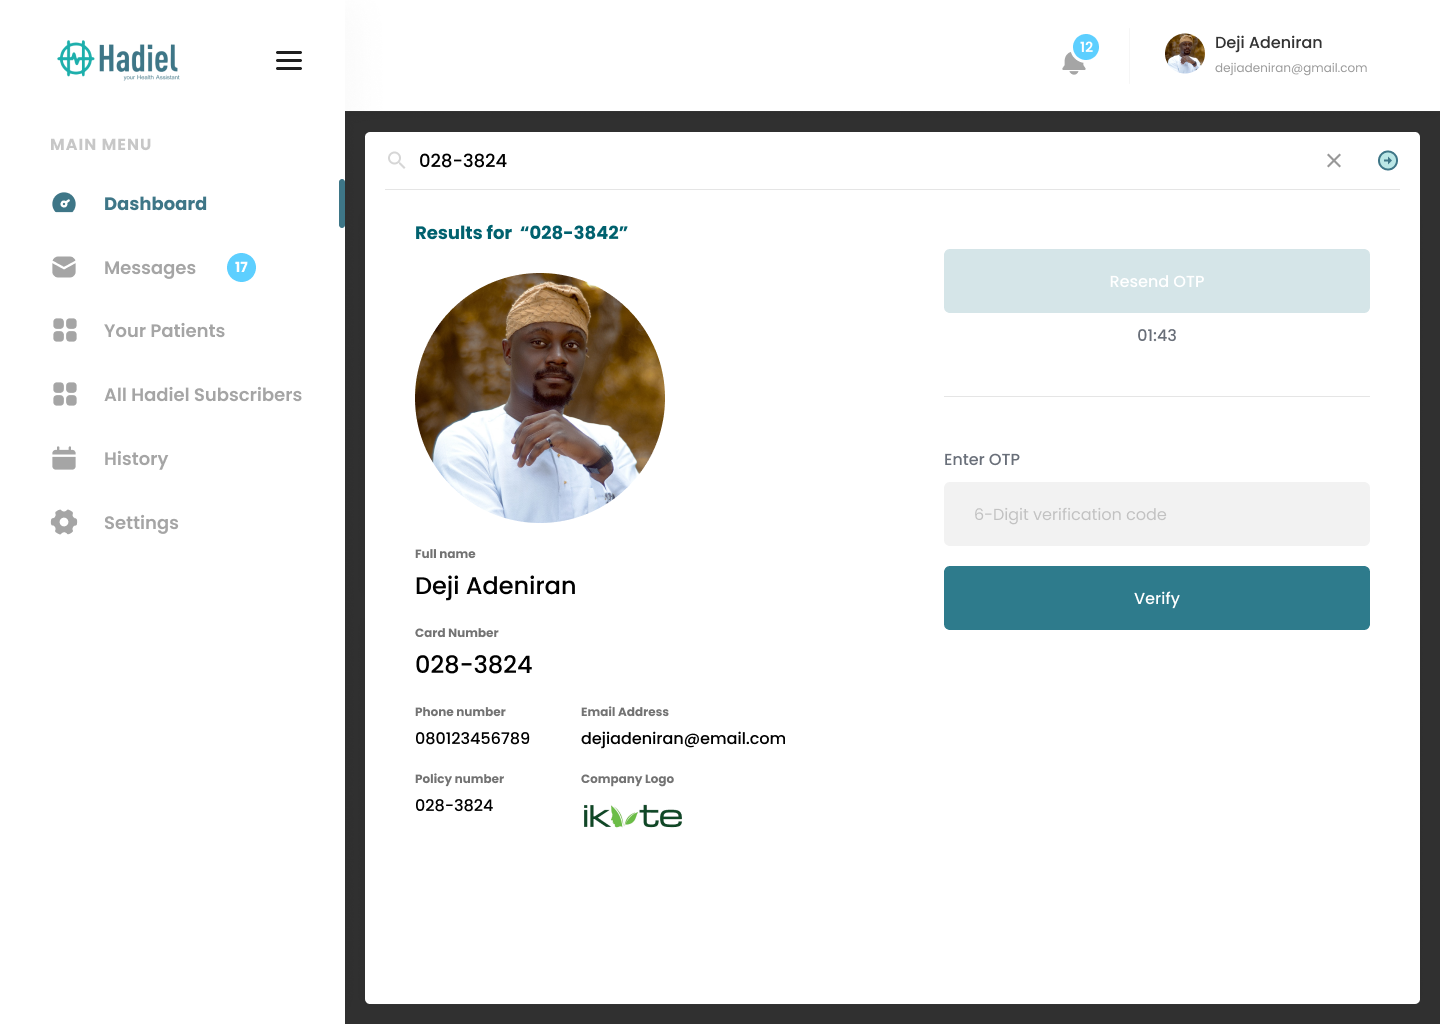 Hadiel
your Health Assistant
12
Deji Adeniran
dejiadeniran@gmail.com
MAIN MENU
Dashboard
Messages 17
Your Patients
All Hadiel Subscribers
History
Settings
028-3824
Results for “028-3842”
Full name
Deji Adeniran
Card Number
028-3824
Phone number Email Address
080123456789 dejiadeniran@email.com
Policy number Company Logo
028-3824 ikvte
Resend OTP
01:43
Enter OTP
6-Digit verification code
Verify